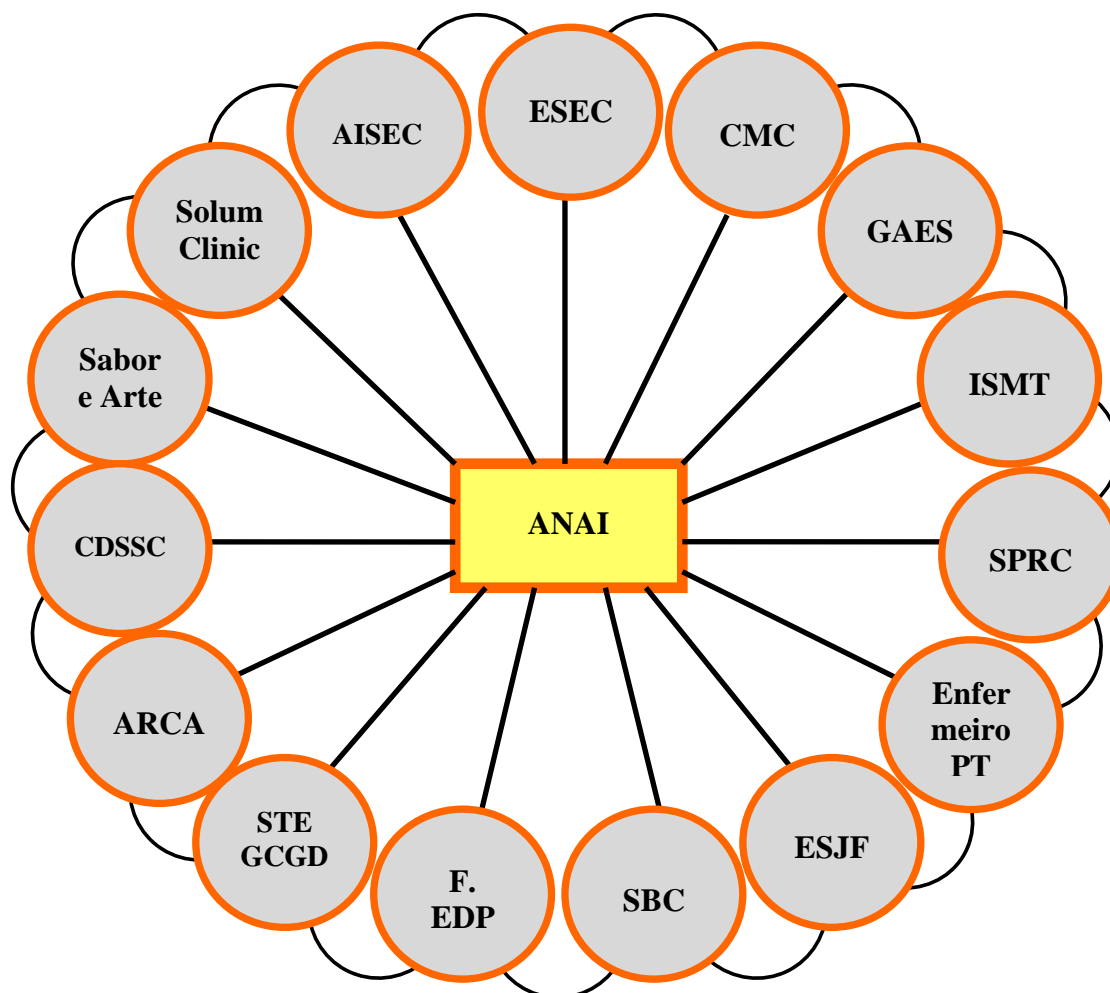 ESEC
AISEC
CMC
Solum
Clinic
GAES
Sabor
e Arte
ISMT
ANAI
CDSSC
SPRC
ARCA
Enfer
meiro
PT
STE
GCGD
ESJF
F.
EDP
SBC